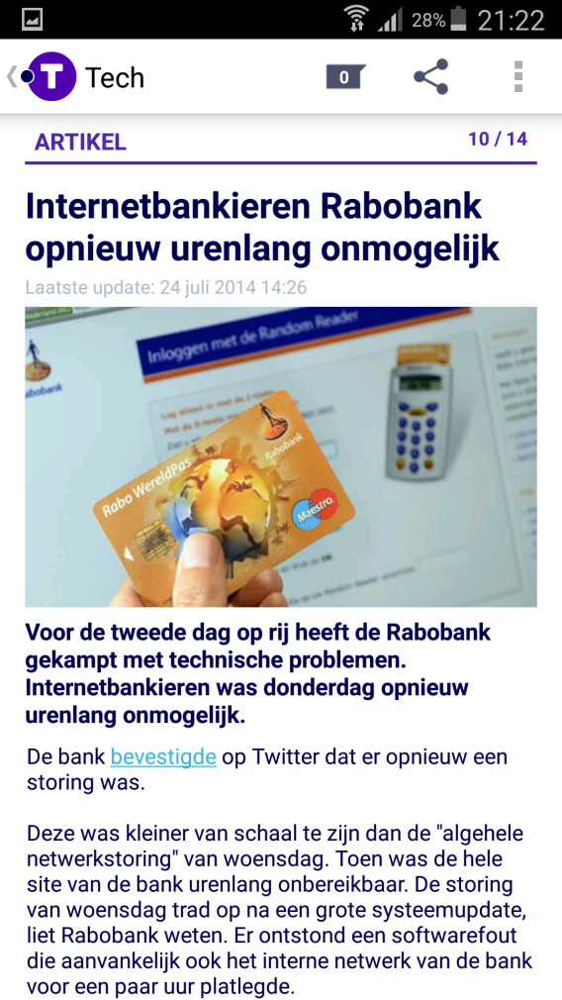 28% 21:22
T Tech 0
ARTIKEL 10 / 14
Internetbankieren Rabobank
opnieuw urenlang onmogelijk
Laatste update: 24 juli 2014 14:26
Inloggen met de Random Reader
abobank
Rabobank
Rabo WereldPas
Maestro
Voor de tweede dag op rij heeft de Rabobank
gekampt met technische problemen.
Internetbankieren was donderdag opnieuw
urenlang onmogelijk.
De bank bevestigde op Twitter dat er opnieuw een
storing was.
Deze was kleiner van schaal te zijn dan de "algehele
netwerkstoring" van woensdag. Toen was de hele
site van de bank urenlang onbereikbaar. De storing
van woensdag trad op na een grote systeemupdate,
liet Rabobank weten. Er ontstond een softwarefout
die aanvankelijk ook het interne netwerk van de bank
voor een paar uur platlegde.